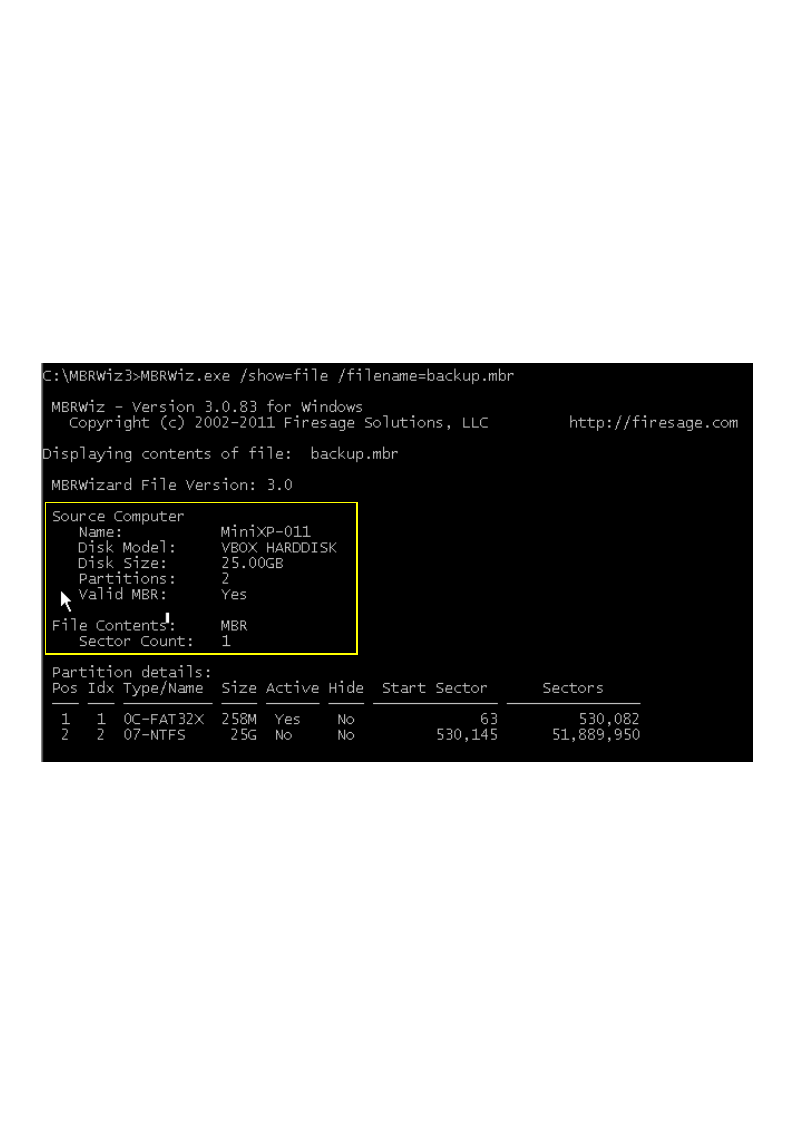 C:\MBRWiz3>MBRWiz.exe /show=file /filename=backup.mbr
MBRWiz - Version 3.0.83 for Windows
Copyright (c) 2002-2011 Firesage Solutions, LLC http://firesage.com
Displaying contents of file: backup.mbr
MBRWizard File Version: 3.0
Source Computer
Name: MiniXP-011
Disk Model: VBOX HARDDISK
Disk Size: 25.00GB
Partitions: 2
Valid MBR: Yes
File Contents: MBR
Sector Count: 1
Partition details:
Pos Idx Type/Name Size Active Hide Start Sector Sectors
1 1 0C-FAT32X 258M Yes No 63 530,082
2 2 07-NTFS 25G No No 530,145 51,889,950